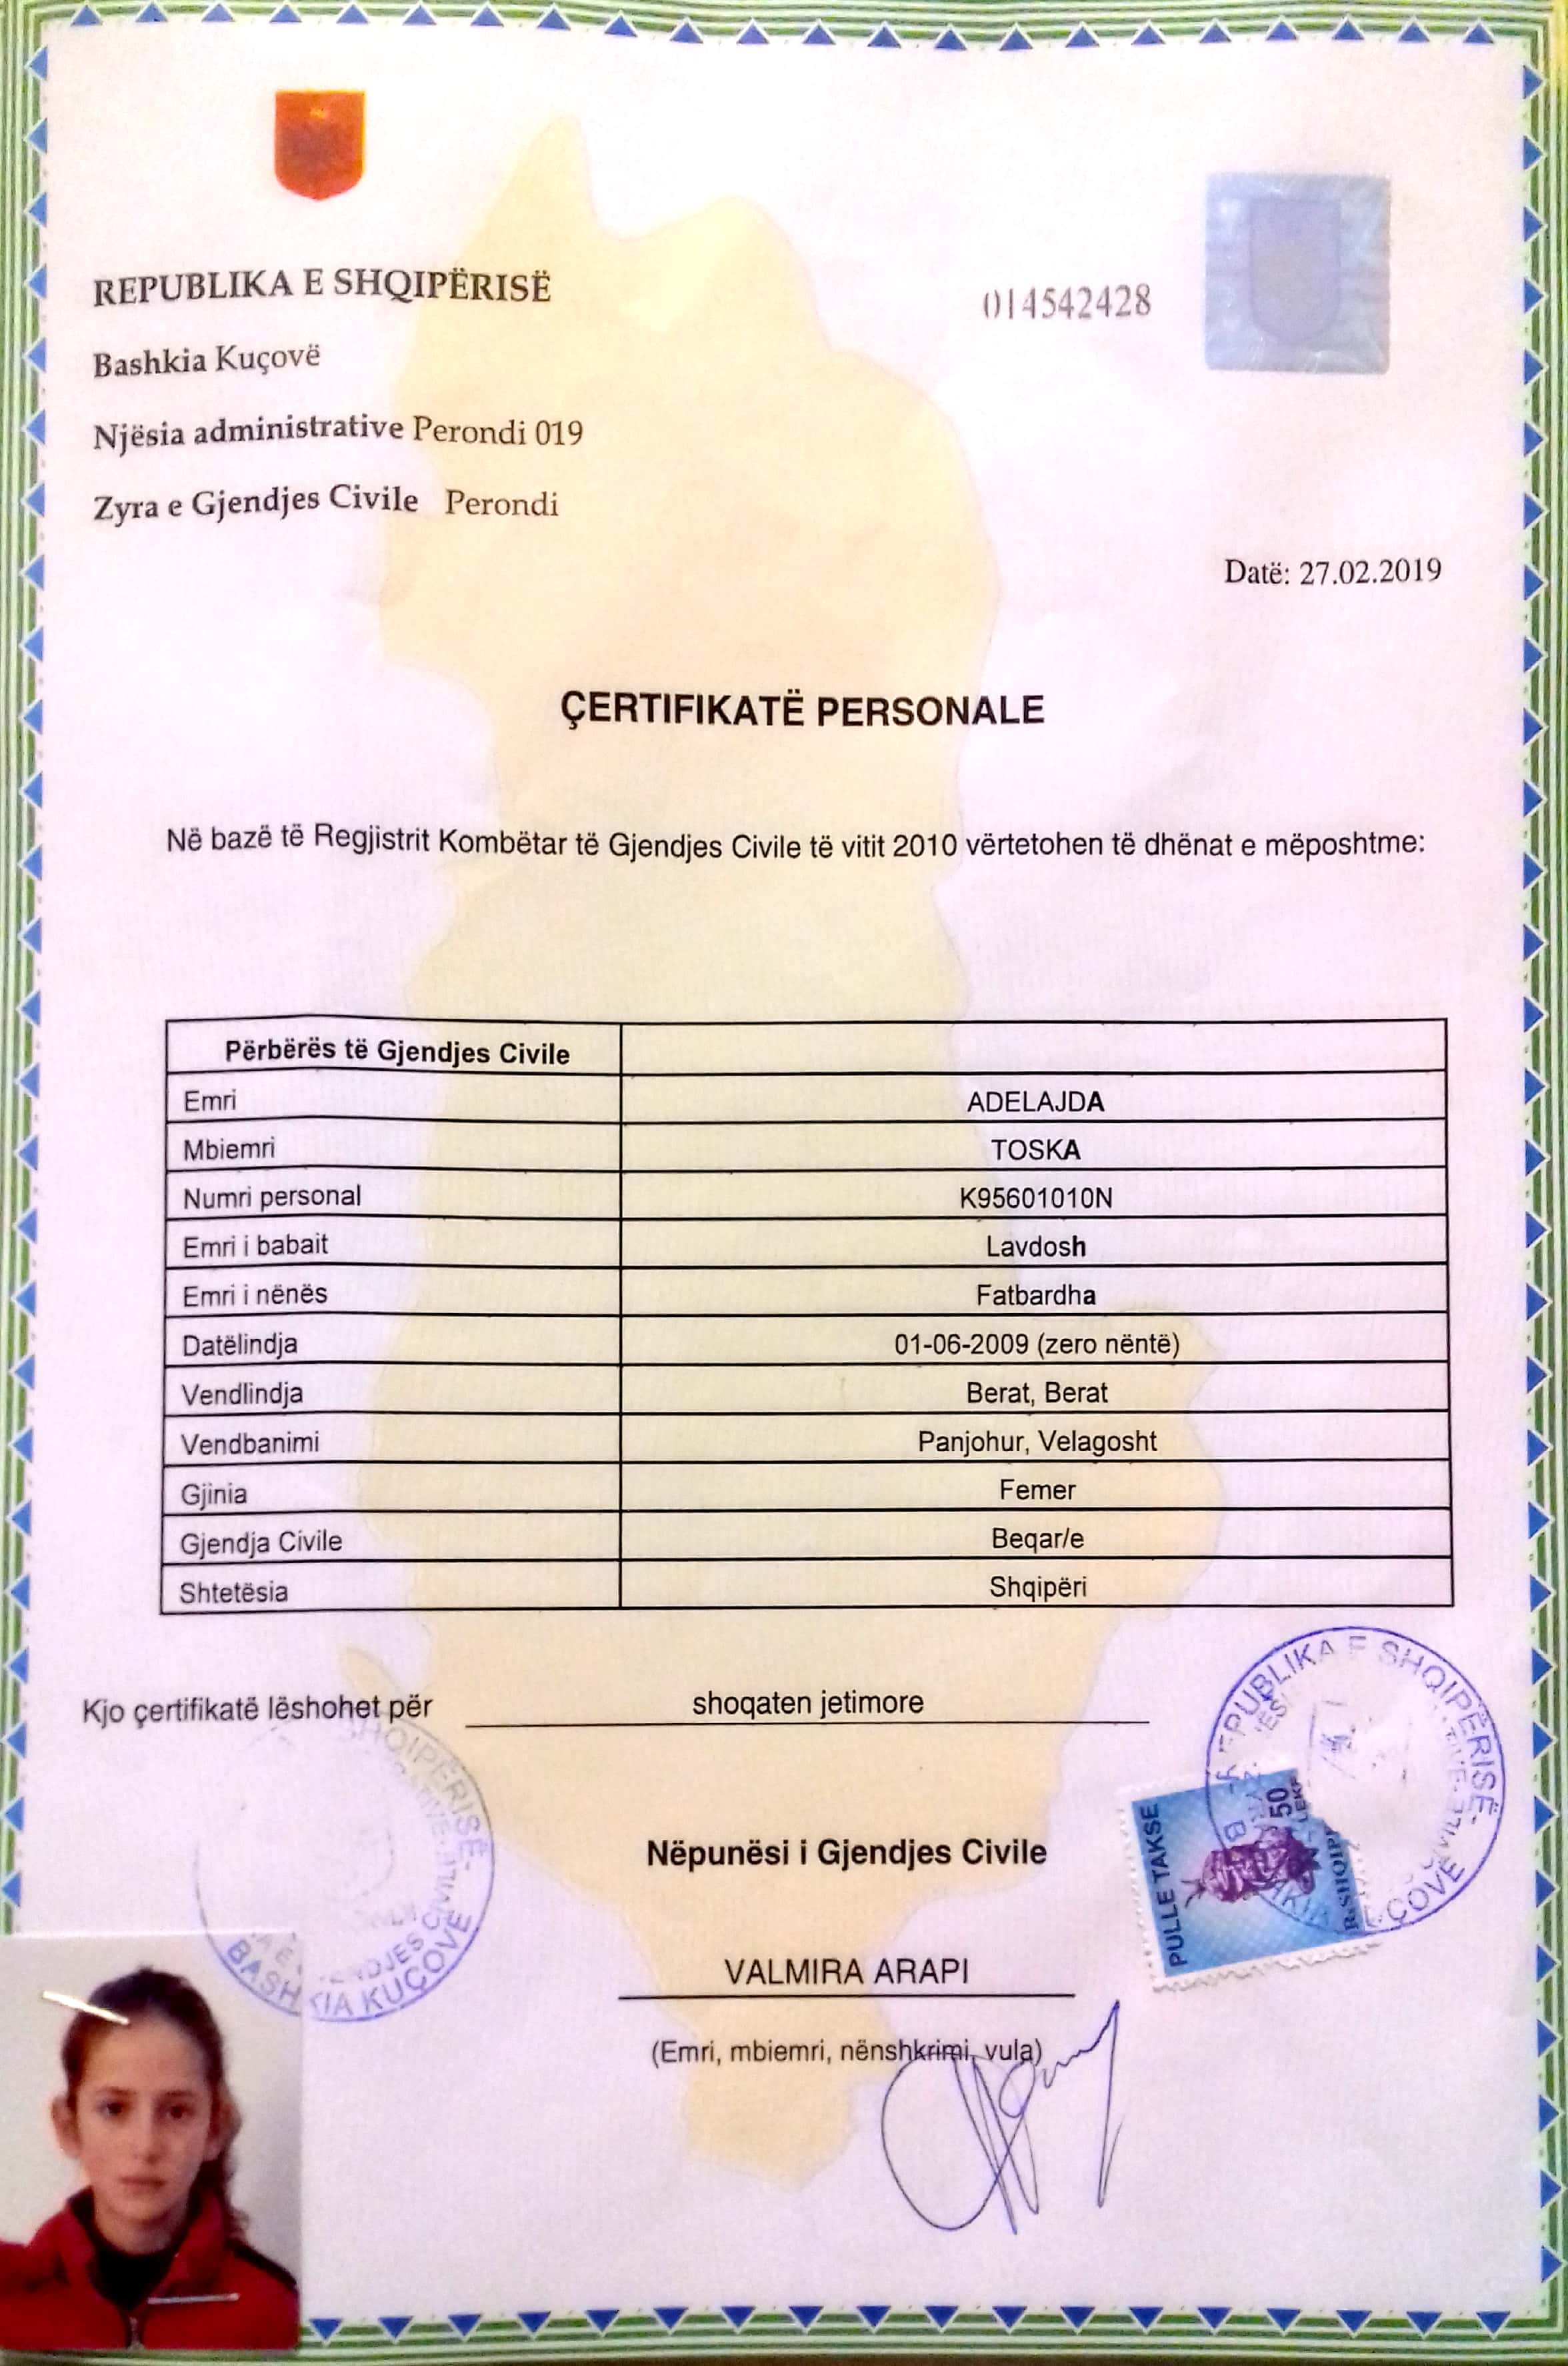 REPUBLIKA E SHQIPËRISË
014542428
Bashkia Kuçovë
Njësia administrative Perondi 019
Zyra e Gjendjes Civile Perondi
Datë: 27.02.2019
ÇERTIFIKATË PERSONALE
Në bazë të Regjistrit Kombëtar të Gjendjes Civile të vitit 2010 vërtetohen të dhënat e mëposhtme:
Përbërës të Gjendjes Civile
Emri ADELAJDA
Mbiemri TOSKA
Numri personal K95601010N
Emri i babait Lavdosh
Emri i nënës Fatbardha
Datëlindja 01-06-2009 (zero nëntë)
Vendlindja Berat, Berat
Vendbanimi Panjohur, Velagosht
Gjinia Femer
Gjendja Civile Beqar/e
Shtetësia Shqipëri
Kjo çertifikatë lëshohet për shoqaten jetimore
Nëpunësi i Gjendjes Civile
VALMIRA ARAPI
(Emri, mbiemri, nënshkrimi, vula)
PULLE TAKSE
50
E SHQIPËRISË
BASHKIA KUÇOVË